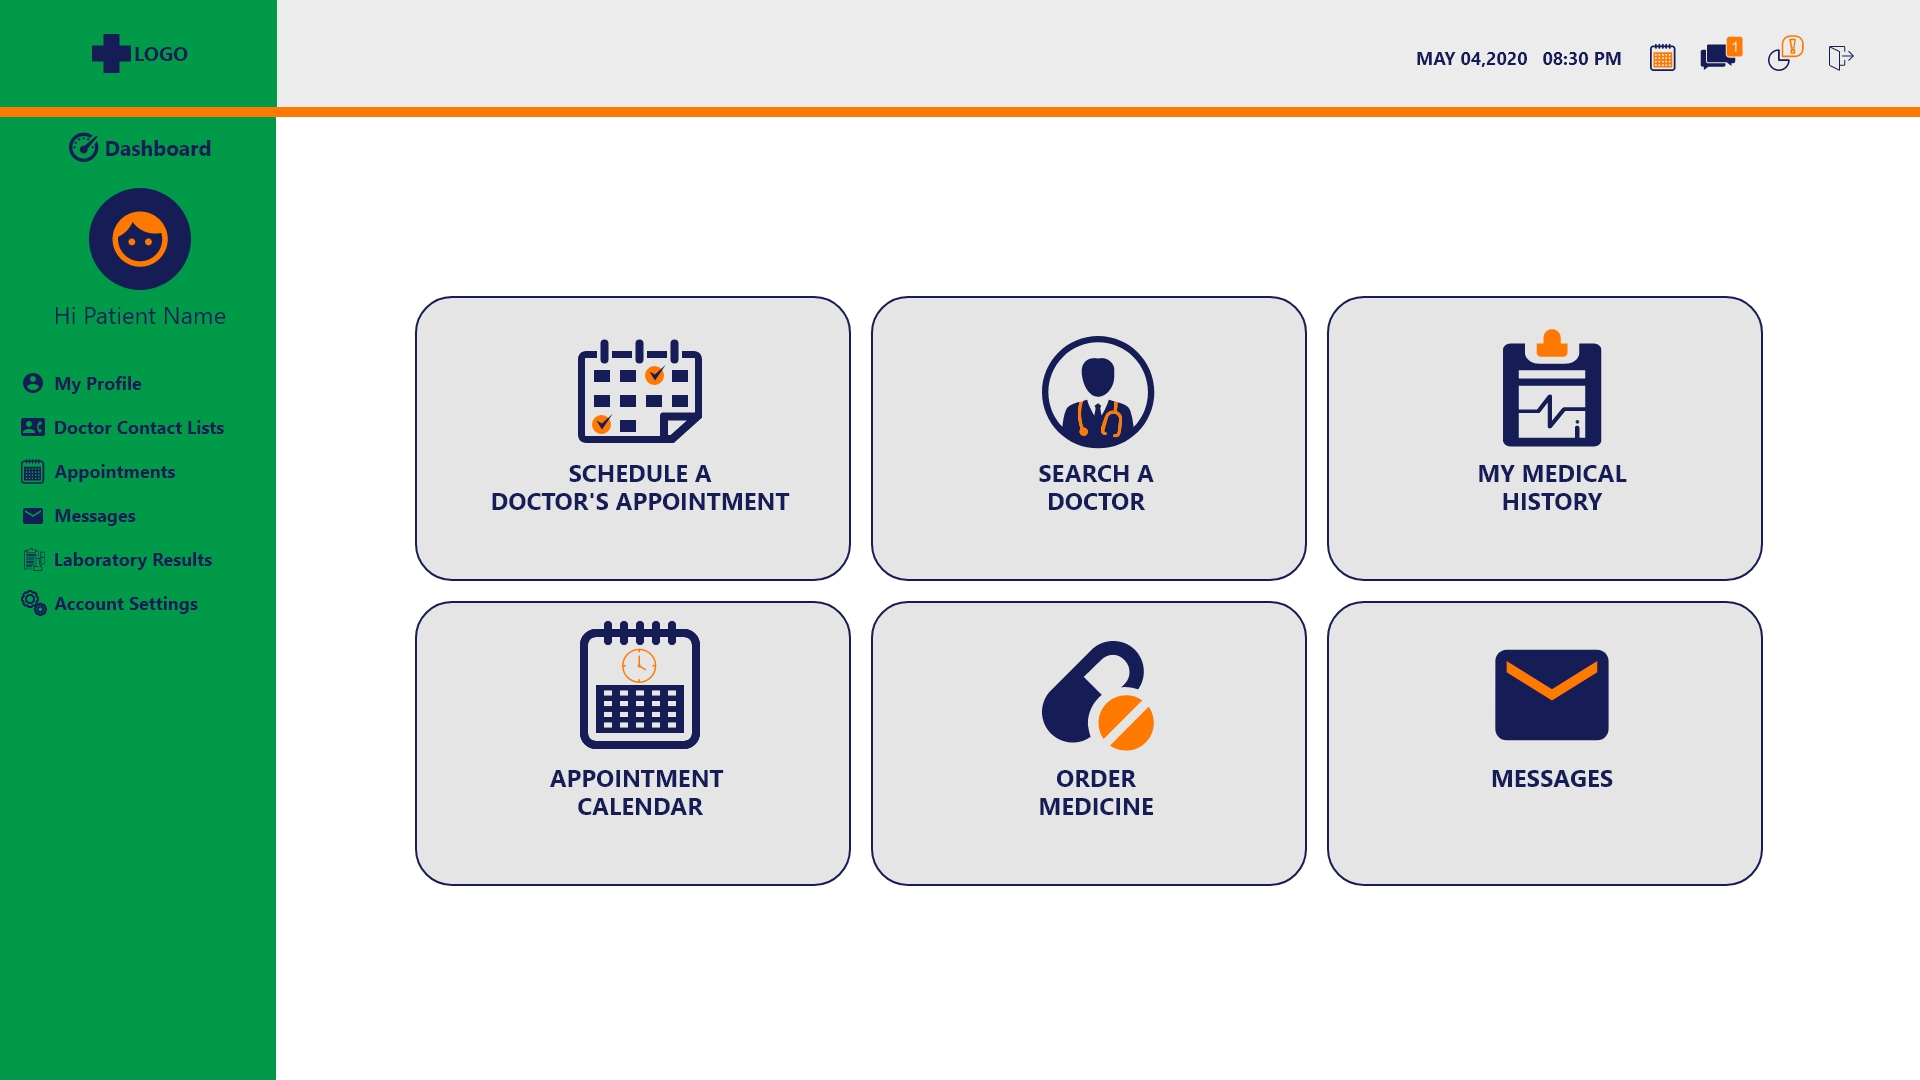 LOGO
MAY 04,2020 08:30 PM
1
Dashboard
Hi Patient Name
My Profile
Doctor Contact Lists
Appointments
Messages
Laboratory Results
Account Settings
SCHEDULE A
DOCTOR'S APPOINTMENT
SEARCH A
DOCTOR
MY MEDICAL
HISTORY
APPOINTMENT
CALENDAR
ORDER
MEDICINE
MESSAGES